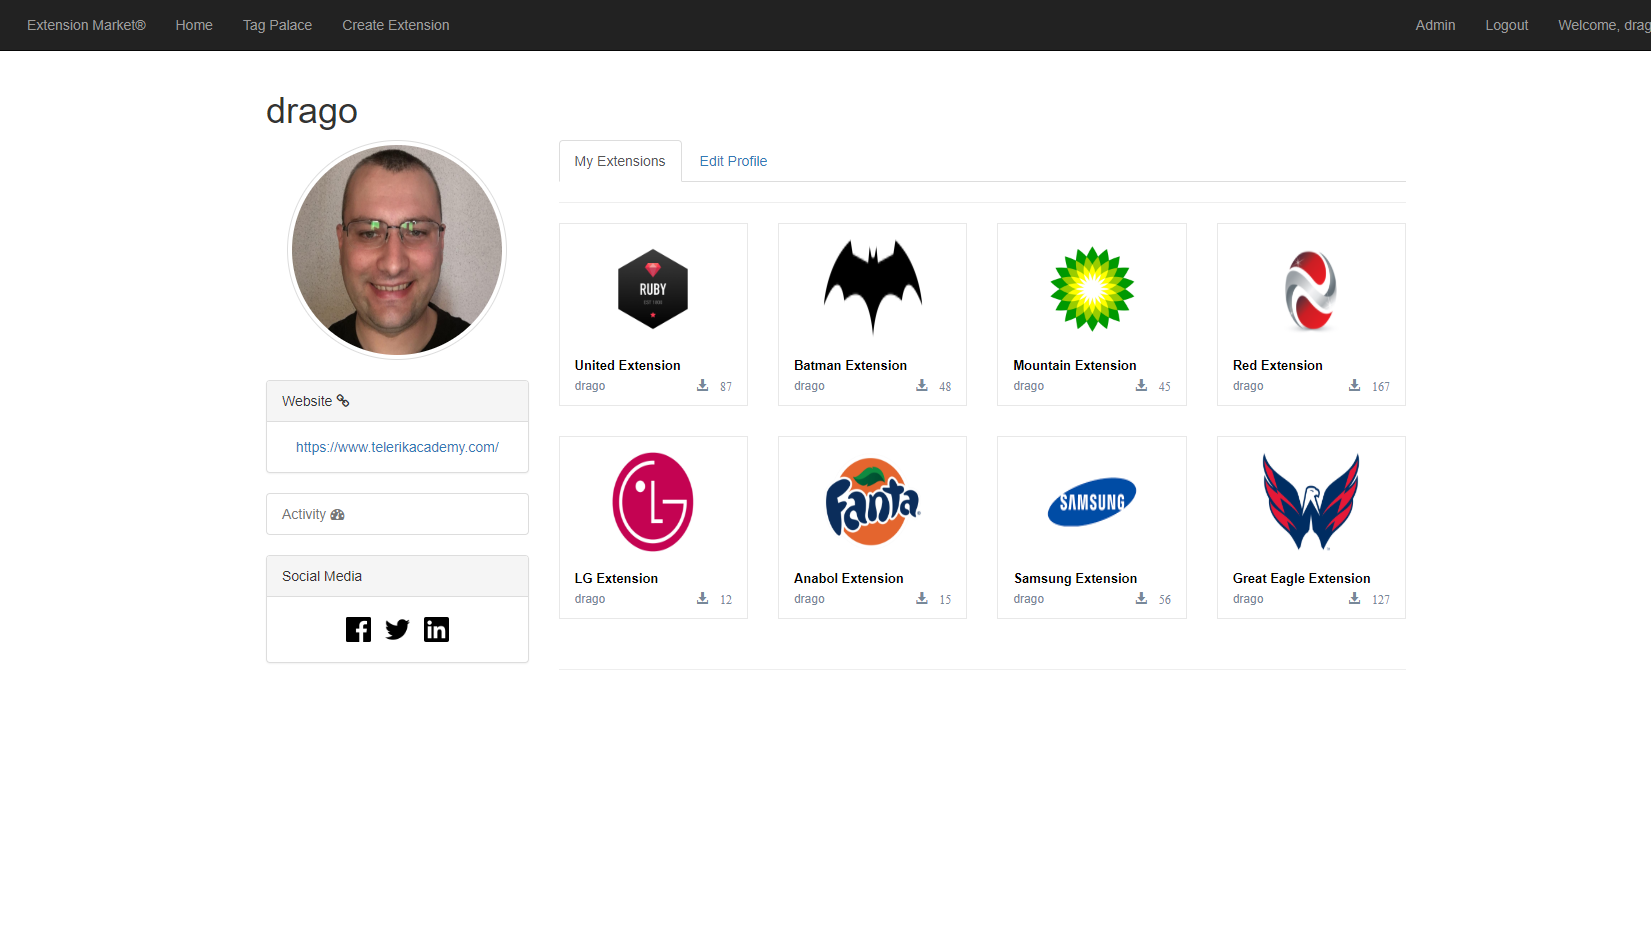 Extension Market® Home Tag Palace Create Extension Admin Logout Welcome, drag
drago
My Extensions Edit Profile
RUBY
United Extension
drago 87
Batman Extension
drago 48
Mountain Extension
drago 45
Red Extension
drago 167
Website
https://www.telerikacademy.com/
Activity
Social Media
LG
LG Extension
drago 12
Fanta
Anabol Extension
drago 15
SAMSUNG
Samsung Extension
drago 56
Great Eagle Extension
drago 127